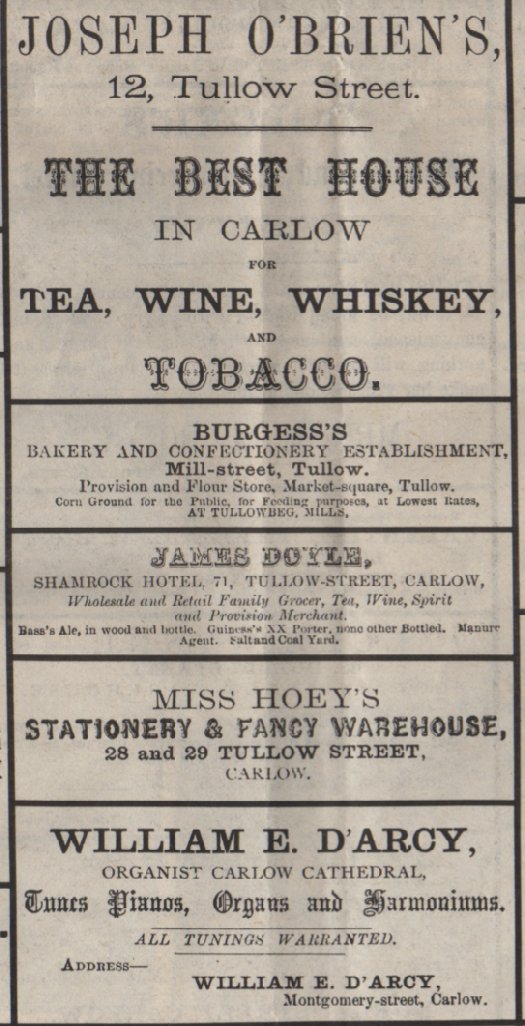 JOSEPH O'BRIEN'S,
12, Tullow Street.
THE BEST HOUSE
IN CARLOW
FOR
TEA, WINE, WHISKEY,
AND
TOBACCO.
BURGESS'S
BAKERY AND CONFECTIONERY ESTABLISHMENT,
Mill-street, Tullow.
Provision and Flour Store, Market-square, Tullow.
Corn Ground for the Public, for Feeding purposes, at Lowest Rates,
AT TULLOWBEG, MILLS,
JAMES DOYLE,
SHAMROCK HOTEL, 71, TULLOW-STREET, CARLOW,
Wholesale and Retail Family Grocer, Tea, Wine, Spirit
and Provision Merchant.
Bass's Ale, in wood and bottle. Guiness's XX Porter, none other Bottled. Manure
Agent. Salt and Coal Yard.
MISS HOEY'S
STATIONERY & FANCY WAREHOUSE,
28 and 29 TULLOW STREET,
CARLOW.
WILLIAM E. D'ARCY,
ORGANIST CARLOW CATHEDRAL,
Tunes Pianos, Organs and Harmoniums.
ALL TUNINGS WARRANTED.
ADDRESS—
WILLIAM E. D'ARCY,
Montgomery-street, Carlow.